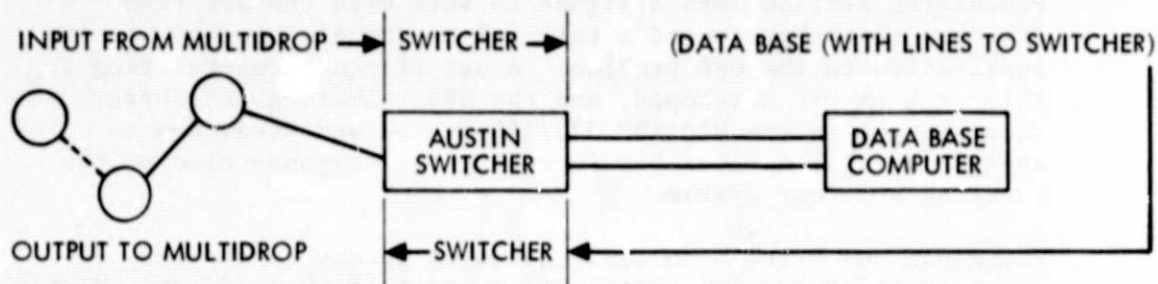 INPUT FROM MULTIDROP
SWITCHER
(DATA BASE (WITH LINES TO SWITCHER)
AUSTIN
SWITCHER
DATA BASE
COMPUTER
OUTPUT TO MULTIDROP
SWITCHER